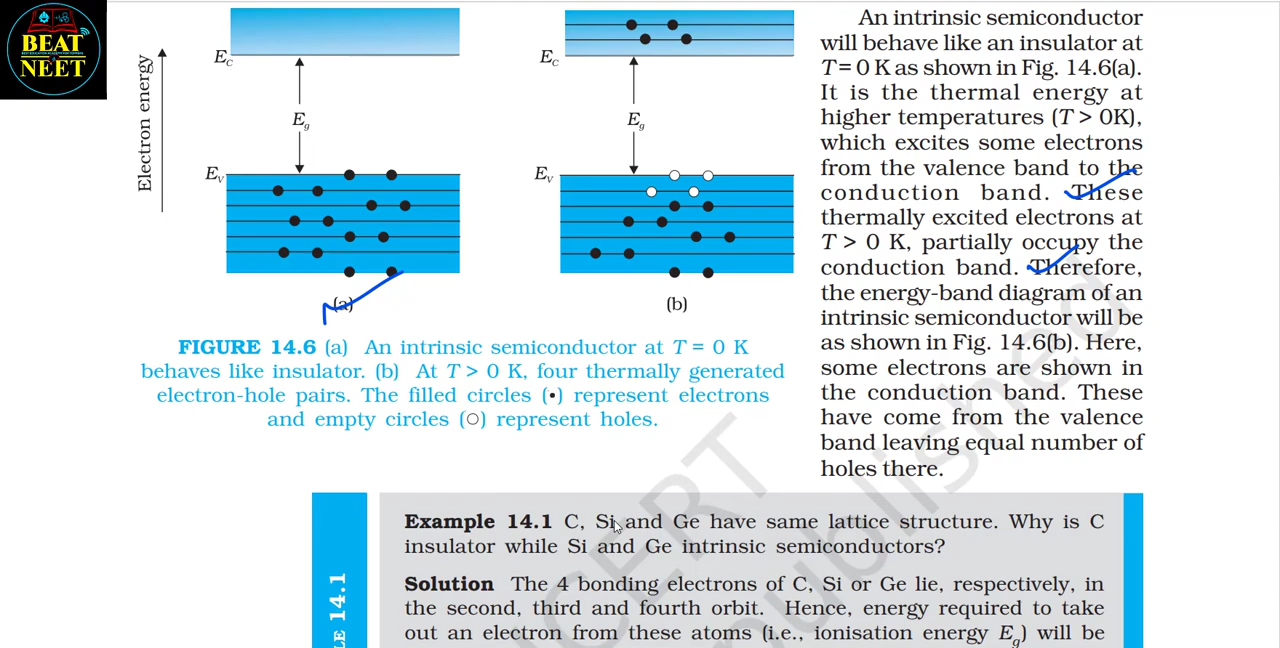 BEAT
NEET
Electron energy
E_C
E_g
E_V
(a)
E_C
E_g
E_V
(b)
FIGURE 14.6 (a) An intrinsic semiconductor at T = 0 K
behaves like insulator. (b) At T > 0 K, four thermally generated
electron-hole pairs. The filled circles (•) represent electrons
and empty circles (○) represent holes.
An intrinsic semiconductor
will behave like an insulator at
T = 0 K as shown in Fig. 14.6(a).
It is the thermal energy at
higher temperatures (T > 0K),
which excites some electrons
from the valence band to the
conduction band. These
thermally excited electrons at
T > 0 K, partially occupy the
conduction band. Therefore,
the energy-band diagram of an
intrinsic semiconductor will be
as shown in Fig. 14.6(b). Here,
some electrons are shown in
the conduction band. These
have come from the valence
band leaving equal number of
holes there.
Example 14.1 C, Si and Ge have same lattice structure. Why is C
insulator while Si and Ge intrinsic semiconductors?
Solution The 4 bonding electrons of C, Si or Ge lie, respectively, in
the second, third and fourth orbit. Hence, energy required to take
out an electron from these atoms (i.e., ionisation energy E_g) will be
LE 14.1
NCERT
published